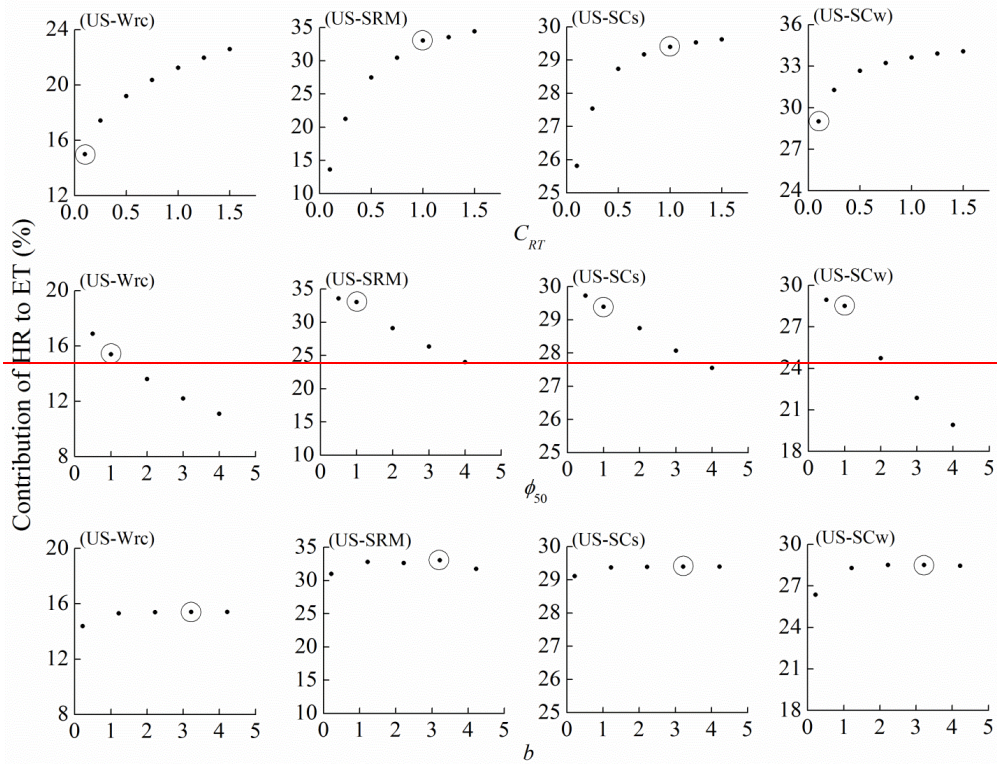 Contribution of HR to ET (%)
(US-Wrc) (US-SRM) (US-SCs) (US-SCw)
24 20 16 12
0.0 0.5 1.0 1.5
35 30 25 20 15 10
0.0 0.5 1.0 1.5
30 29 28 27 26 25
0.0 0.5 1.0 1.5
36 33 30 27 24
0.0 0.5 1.0 1.5
C_RT
(US-Wrc) (US-SRM) (US-SCs) (US-SCw)
20 16 12 8
0 1 2 3 4 5
35 30 25 20 15 10
0 1 2 3 4 5
30 29 28 27 26 25
0 1 2 3 4 5
30 27 24 21 18
0 1 2 3 4 5
ϕ50
(US-Wrc) (US-SRM) (US-SCs) (US-SCw)
20 16 12 8
0 1 2 3 4 5
35 30 25 20 15 10
0 1 2 3 4 5
30 29 28 27 26 25
0 1 2 3 4 5
30 27 24 21 18
0 1 2 3 4 5
b